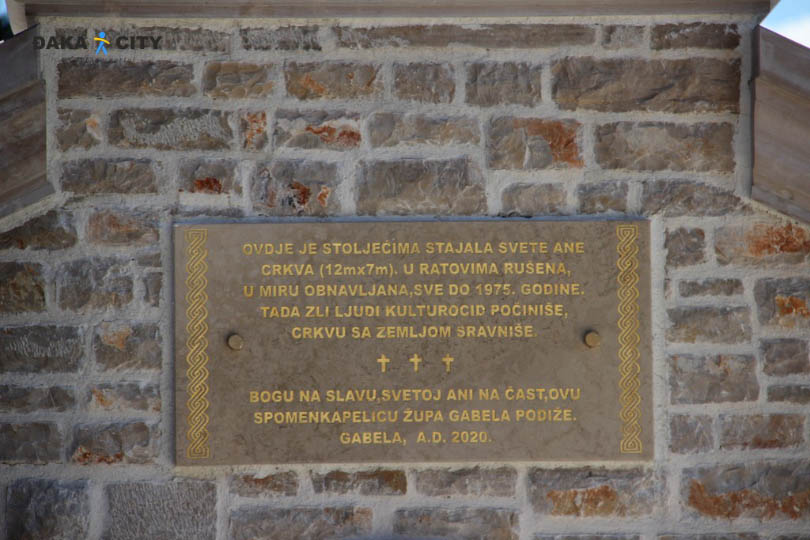 ĐAKA CITY
OVDJE JE STOLJEĆIMA STAJALA SVETE ANE
CRKVA (12mx7m). U RATOVIMA RUŠENA,
U MIRU OBNAVLJANA,SVE DO 1975. GODINE.
TADA ZLI LJUDI KULTUROCID POČINIŠE,
CRKVU SA ZEMLJOM SRAVNIŠE.
BOGU NA SLAVU,SVETOJ ANI NA ČAST,OVU
SPOMENKAPELICU ŽUPA GABELA PODIŽE.
GABELA, A.D. 2020.